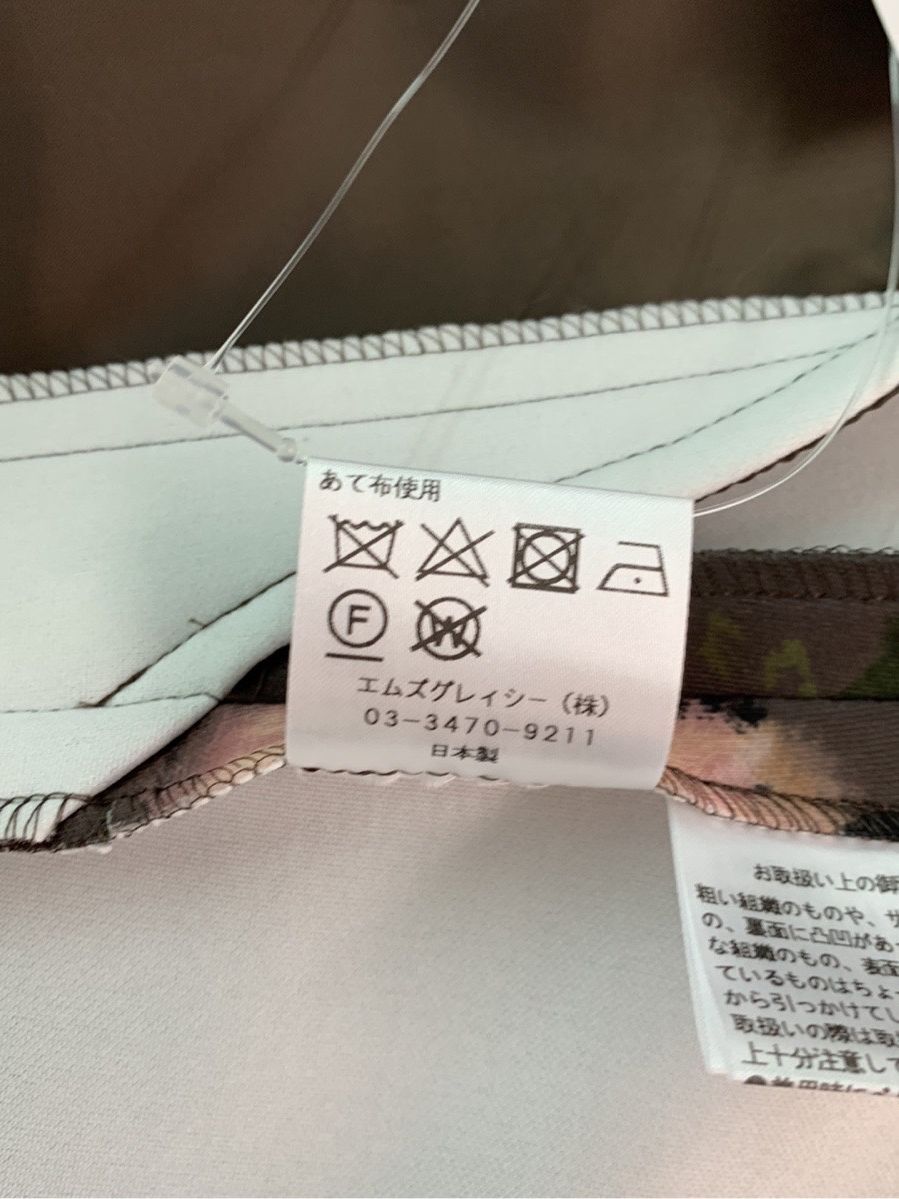 あて布使用
F W
エムズグレイシー（株）
03-3470-9211
日本製
お取扱い上の御
粗い組織のものや、
の、裏面に凸凹があ
な組織のもの、表面
ているものはちょ
から引っかけてし
取扱いの際は取
上十分注意して